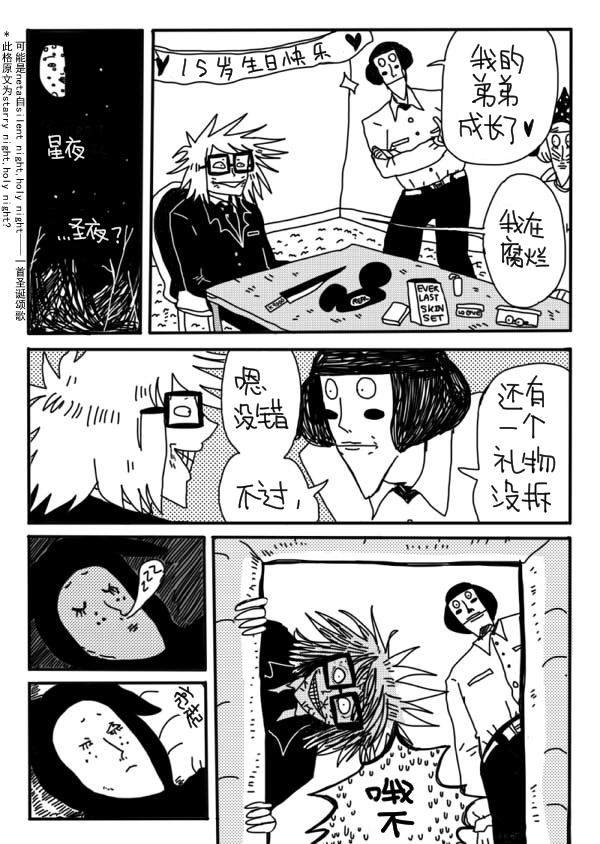 可能是neta自silent night,holy night——一首圣诞颂歌
*此格原文为starry night,holy night?
星夜
...圣夜?
15岁生日快乐
我的
弟弟
成长了♥
我在
腐烂
REAL
EVER
LAST
SKIN
SET
嗯
没错
不过,
还有
一个
礼物
没拆
zzz
亮起
哦
不